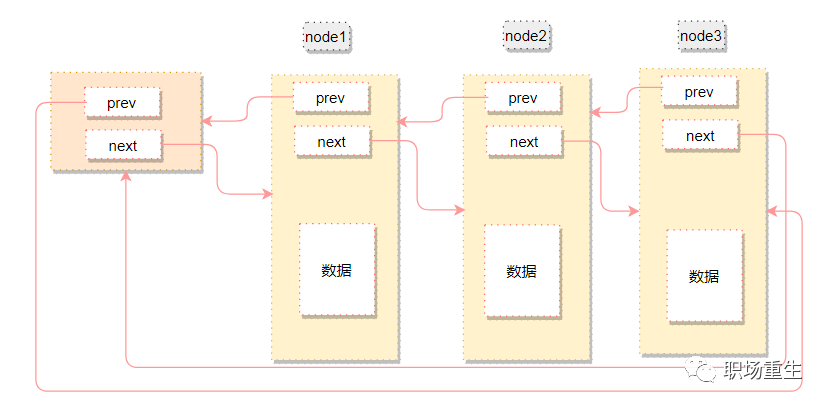 node1
node2
node3
prev
next
prev
next
数据
prev
next
数据
prev
next
数据
职场重生